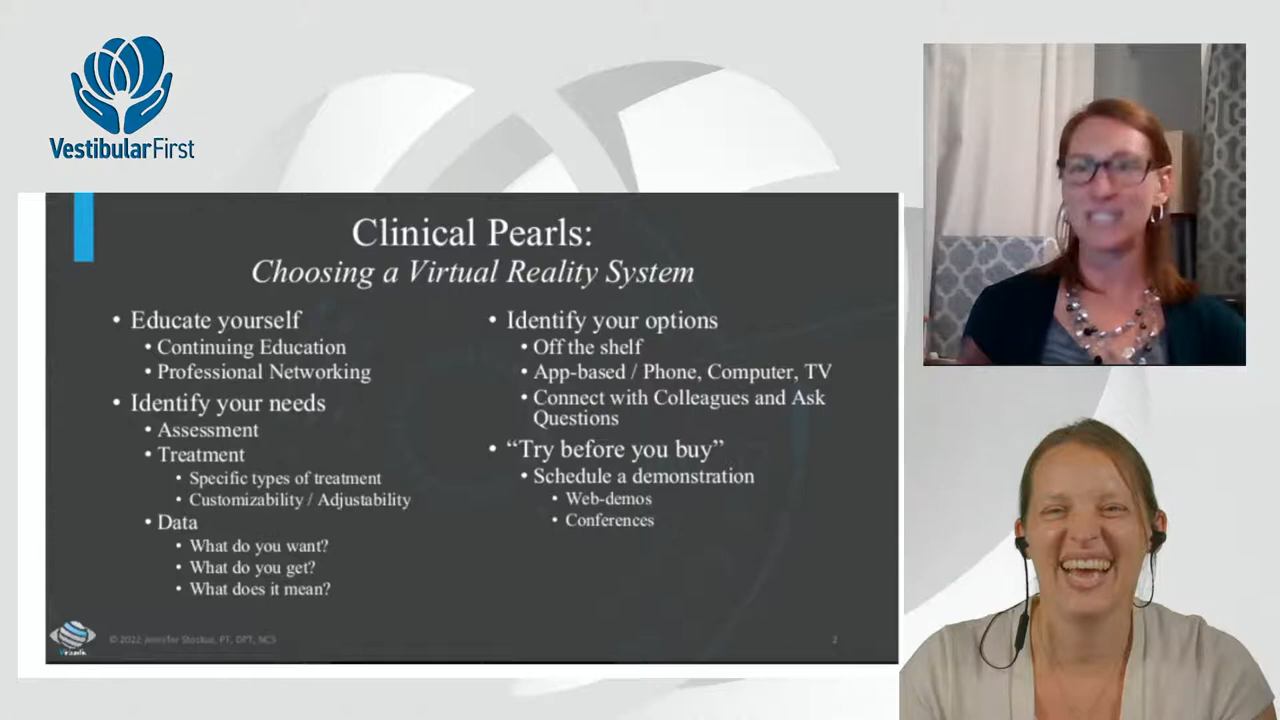 VestibularFirst
Clinical Pearls:
Choosing a Virtual Reality System
• Educate yourself
• Continuing Education
• Professional Networking
• Identify your needs
• Assessment
• Treatment
• Specific types of treatment
• Customizability / Adjustability
• Data
• What do you want?
• What do you get?
• What does it mean?
• Identify your options
• Off the shelf
• App-based / Phone, Computer, TV
• Connect with Colleagues and Ask
Questions
• “Try before you buy”
• Schedule a demonstration
• Web-demos
• Conferences
© 2022 Jennifer Stoskus, PT, DPT, NCS
2